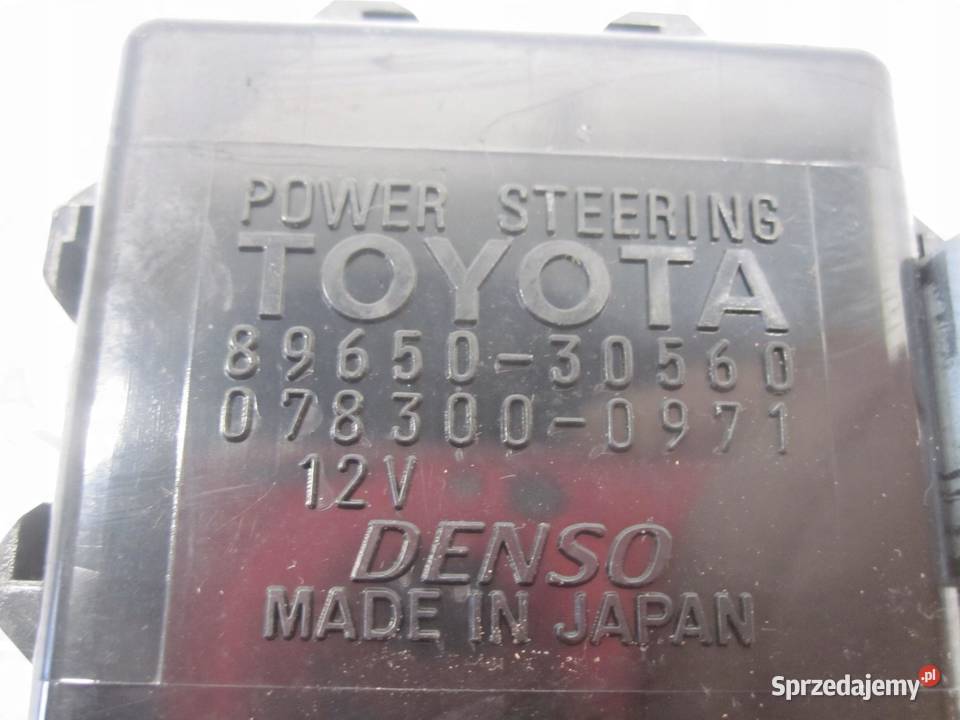 POWER STEERING
TOYOTA
89650-30560
078300-0971
12V
DENSO
MADE IN JAPAN
Sprzedajemy.pl